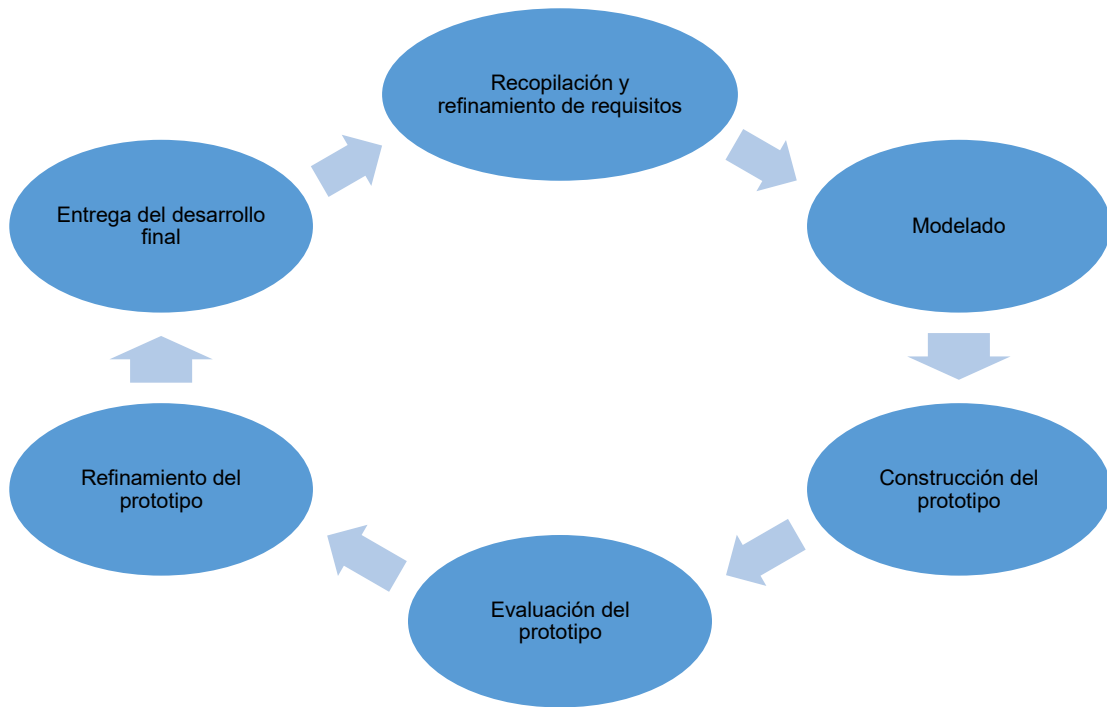 Recopilación y
refinamiento de requisitos
Modelado
Construcción del
prototipo
Evaluación del
prototipo
Refinamiento del
prototipo
Entrega del desarrollo
final